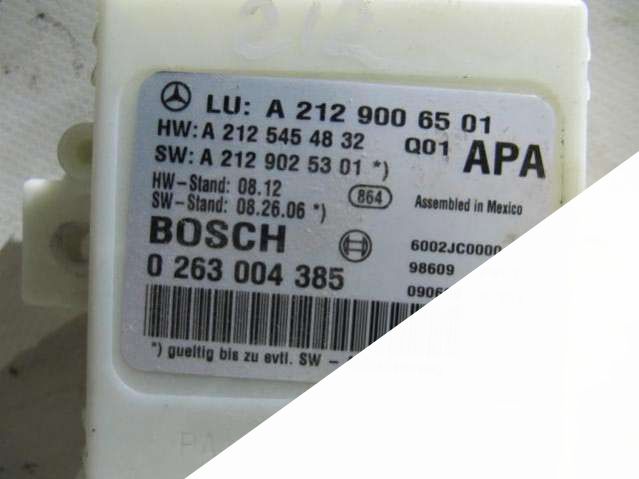 212
LU: A 212 900 65 01
HW: A 212 545 48 32 Q01 APA
SW: A 212 902 53 01 *)
HW-Stand: 08.12
SW-Stand: 08.26.06 *) 864 Assembled in Mexico
BOSCH 6002JC0000
0 263 004 385 98609
*) gueltig bis zu evtl. SW -